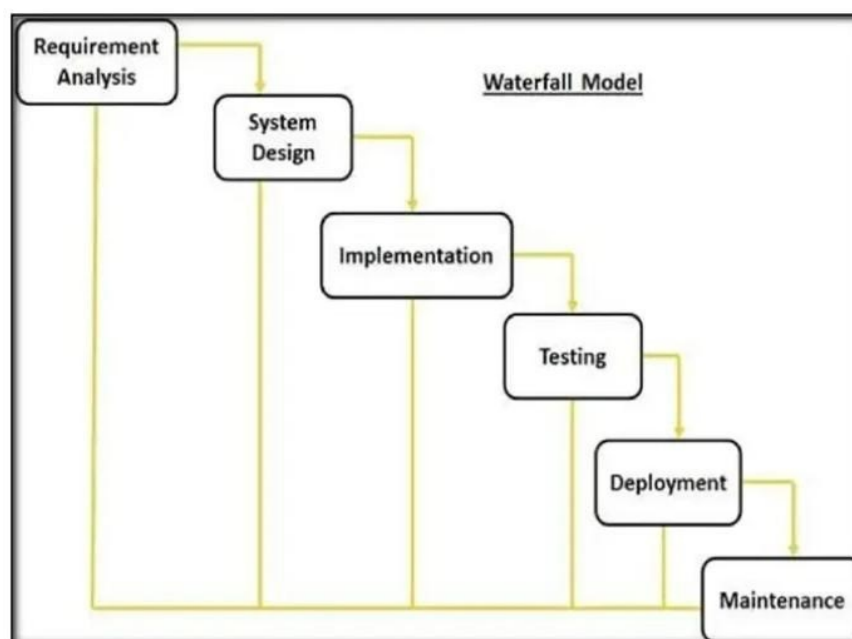 Requirement
Analysis
Waterfall Model
System
Design
Implementation
Testing
Deployment
Maintenance